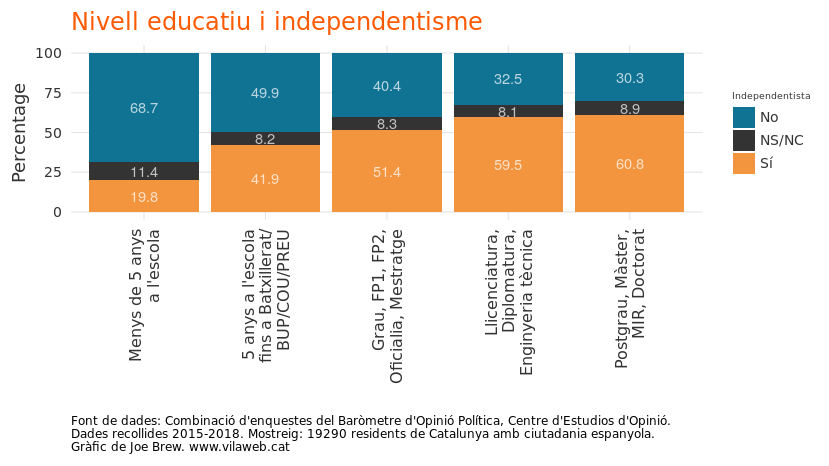 Nivell educatiu i independentisme
Percentage
100
75
50
25
0
68.7
11.4
19.8
49.9
8.2
41.9
40.4
8.3
51.4
32.5
8.1
59.5
30.3
8.9
60.8
Independentista
No
NS/NC
Sí
Menys de 5 anys
a l'escola
5 anys a l'escola
fins a Batxillerat/
BUP/COU/PREU
Grau, FP1, FP2,
Oficialia, Mestratge
Llicenciatura,
Diplomatura,
Enginyeria tècnica
Postgrau, Màster,
MIR, Doctorat
Font de dades: Combinació d'enquestes del Baròmetre d'Opinió Política, Centre d'Estudios d'Opinió.
Dades recollides 2015-2018. Mostreig: 19290 residents de Catalunya amb ciutadania espanyola.
Gràfic de Joe Brew. www.vilaweb.cat